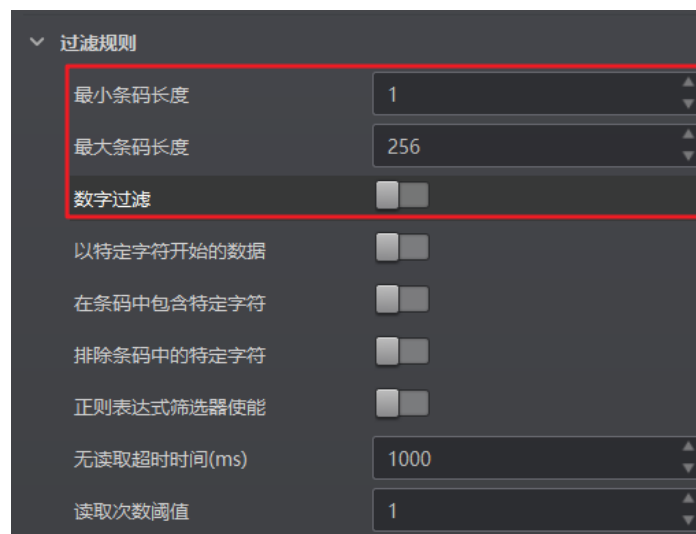 过滤规则
最小条码长度 1
最大条码长度 256
数字过滤
以特定字符开始的数据
在条码中包含特定字符
排除条码中的特定字符
正则表达式筛选器使能
无读取超时时间(ms) 1000
读取次数阈值 1